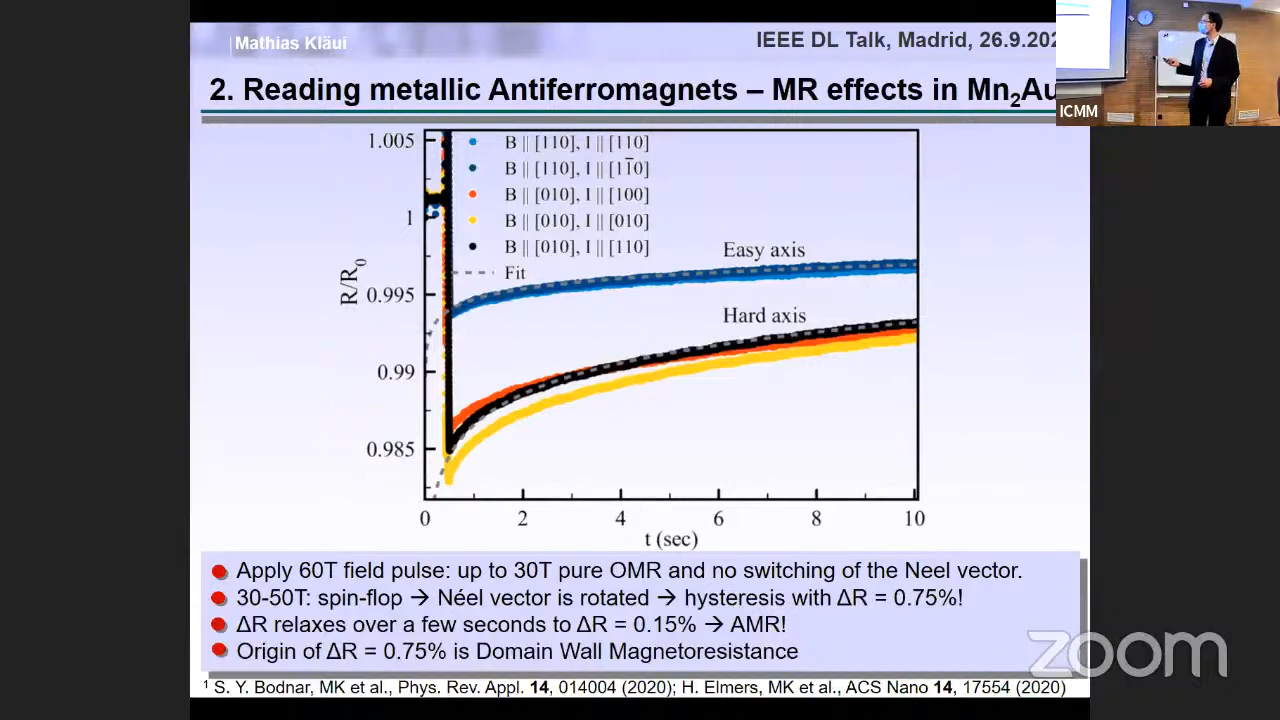 |Mathias Kläui
IEEE DL Talk, Madrid, 26.9.202
2. Reading metallic Antiferromagnets – MR effects in Mn₂Au
ICMM
1.005
1
0.995
0.99
0.985
R/R₀
B || [110], I || [110]
B || [110], I || [11̅0]
B || [010], I || [100]
B || [010], I || [010]
B || [010], I || [110]
Fit
Easy axis
Hard axis
0 2 4 6 8 10
t (sec)
Apply 60T field pulse: up to 30T pure OMR and no switching of the Neel vector.
30-50T: spin-flop → Néel vector is rotated → hysteresis with ΔR = 0.75%!
ΔR relaxes over a few seconds to ΔR = 0.15% → AMR!
Origin of ΔR = 0.75% is Domain Wall Magnetoresistance
zoom
¹ S. Y. Bodnar, MK et al., Phys. Rev. Appl. 14, 014004 (2020); H. Elmers, MK et al., ACS Nano 14, 17554 (2020)